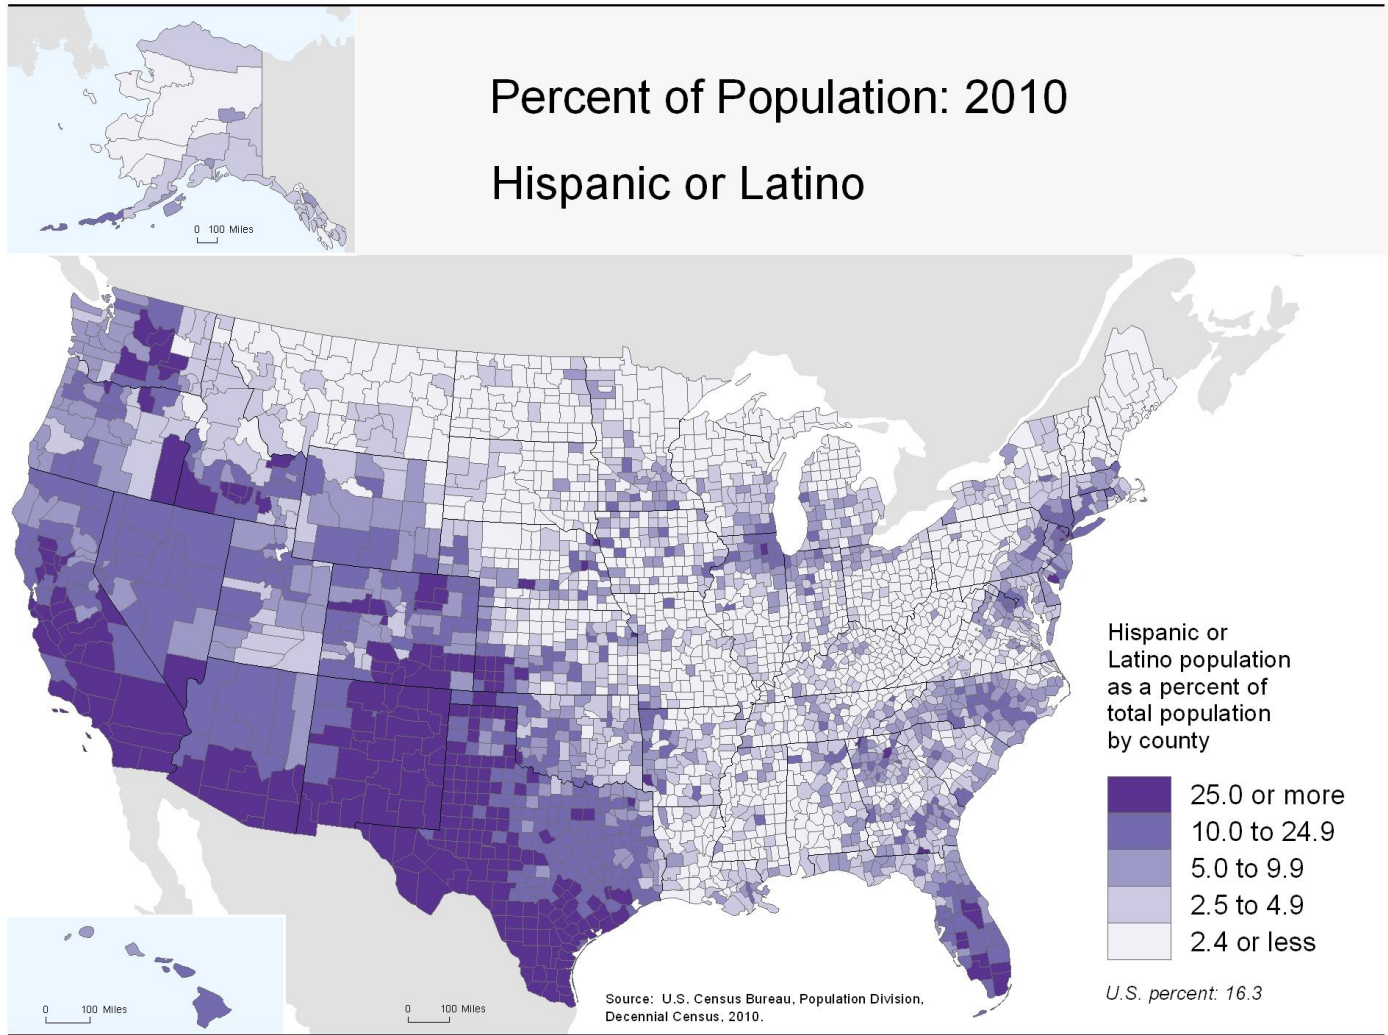 Percent of Population: 2010
Hispanic or Latino
0 100 Miles
Hispanic or
Latino population
as a percent of
total population
by county
25.0 or more
10.0 to 24.9
5.0 to 9.9
2.5 to 4.9
2.4 or less
U.S. percent: 16.3
0 100 Miles
0 100 Miles
Source: U.S. Census Bureau, Population Division,
Decennial Census, 2010.